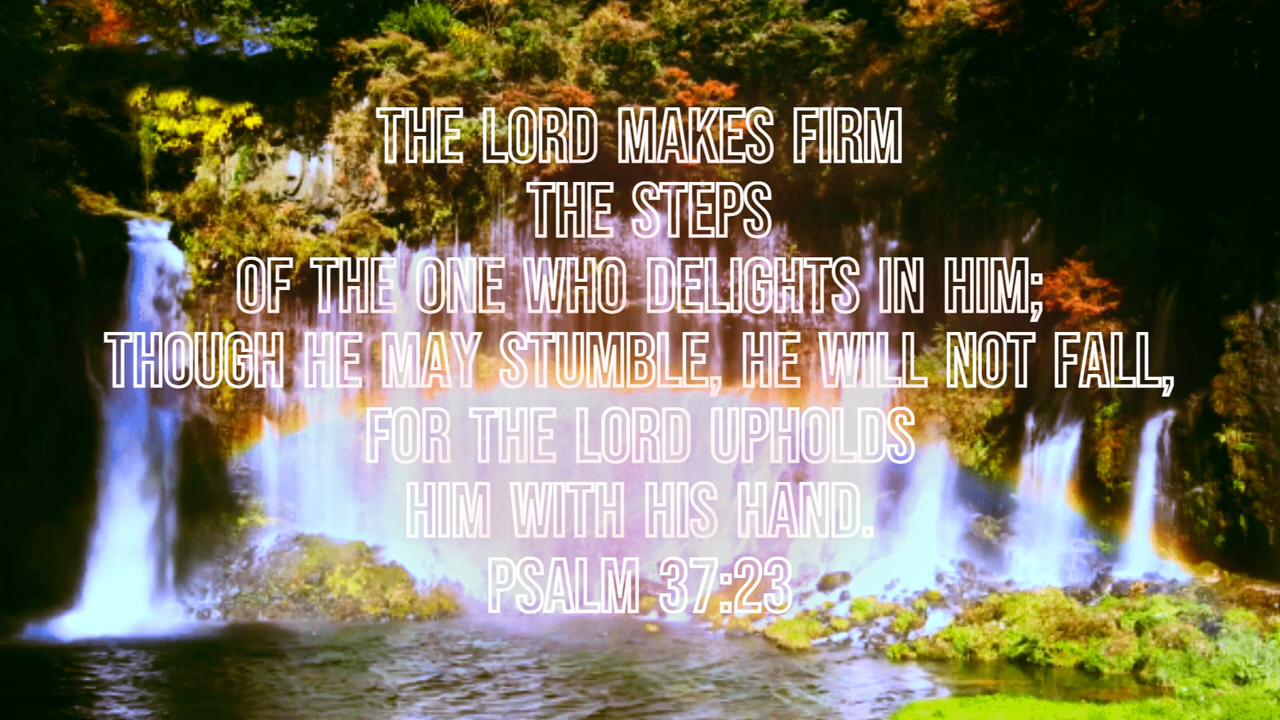 THE LORD MAKES FIRM
THE STEPS
OF THE ONE WHO DELIGHTS IN HIM;
THOUGH HE MAY STUMBLE, HE WILL NOT FALL,
FOR THE LORD UPHOLDS
HIM WITH HIS HAND.
PSALM 37:23